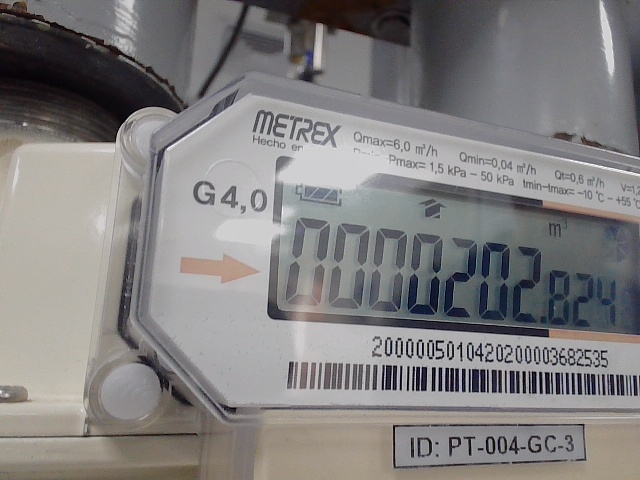 METREX
Hecho en
Qmax=6,0 m³/h Qmin=0,04 m³/h Qt=0,6 m³/h
Pmax= 1,5 kPa - 50 kPa tmin-tmax= -10 °C - +55 °C
G4,0
m³
0000202.824
20000050104202000003682535
ID: PT-004-GC-3